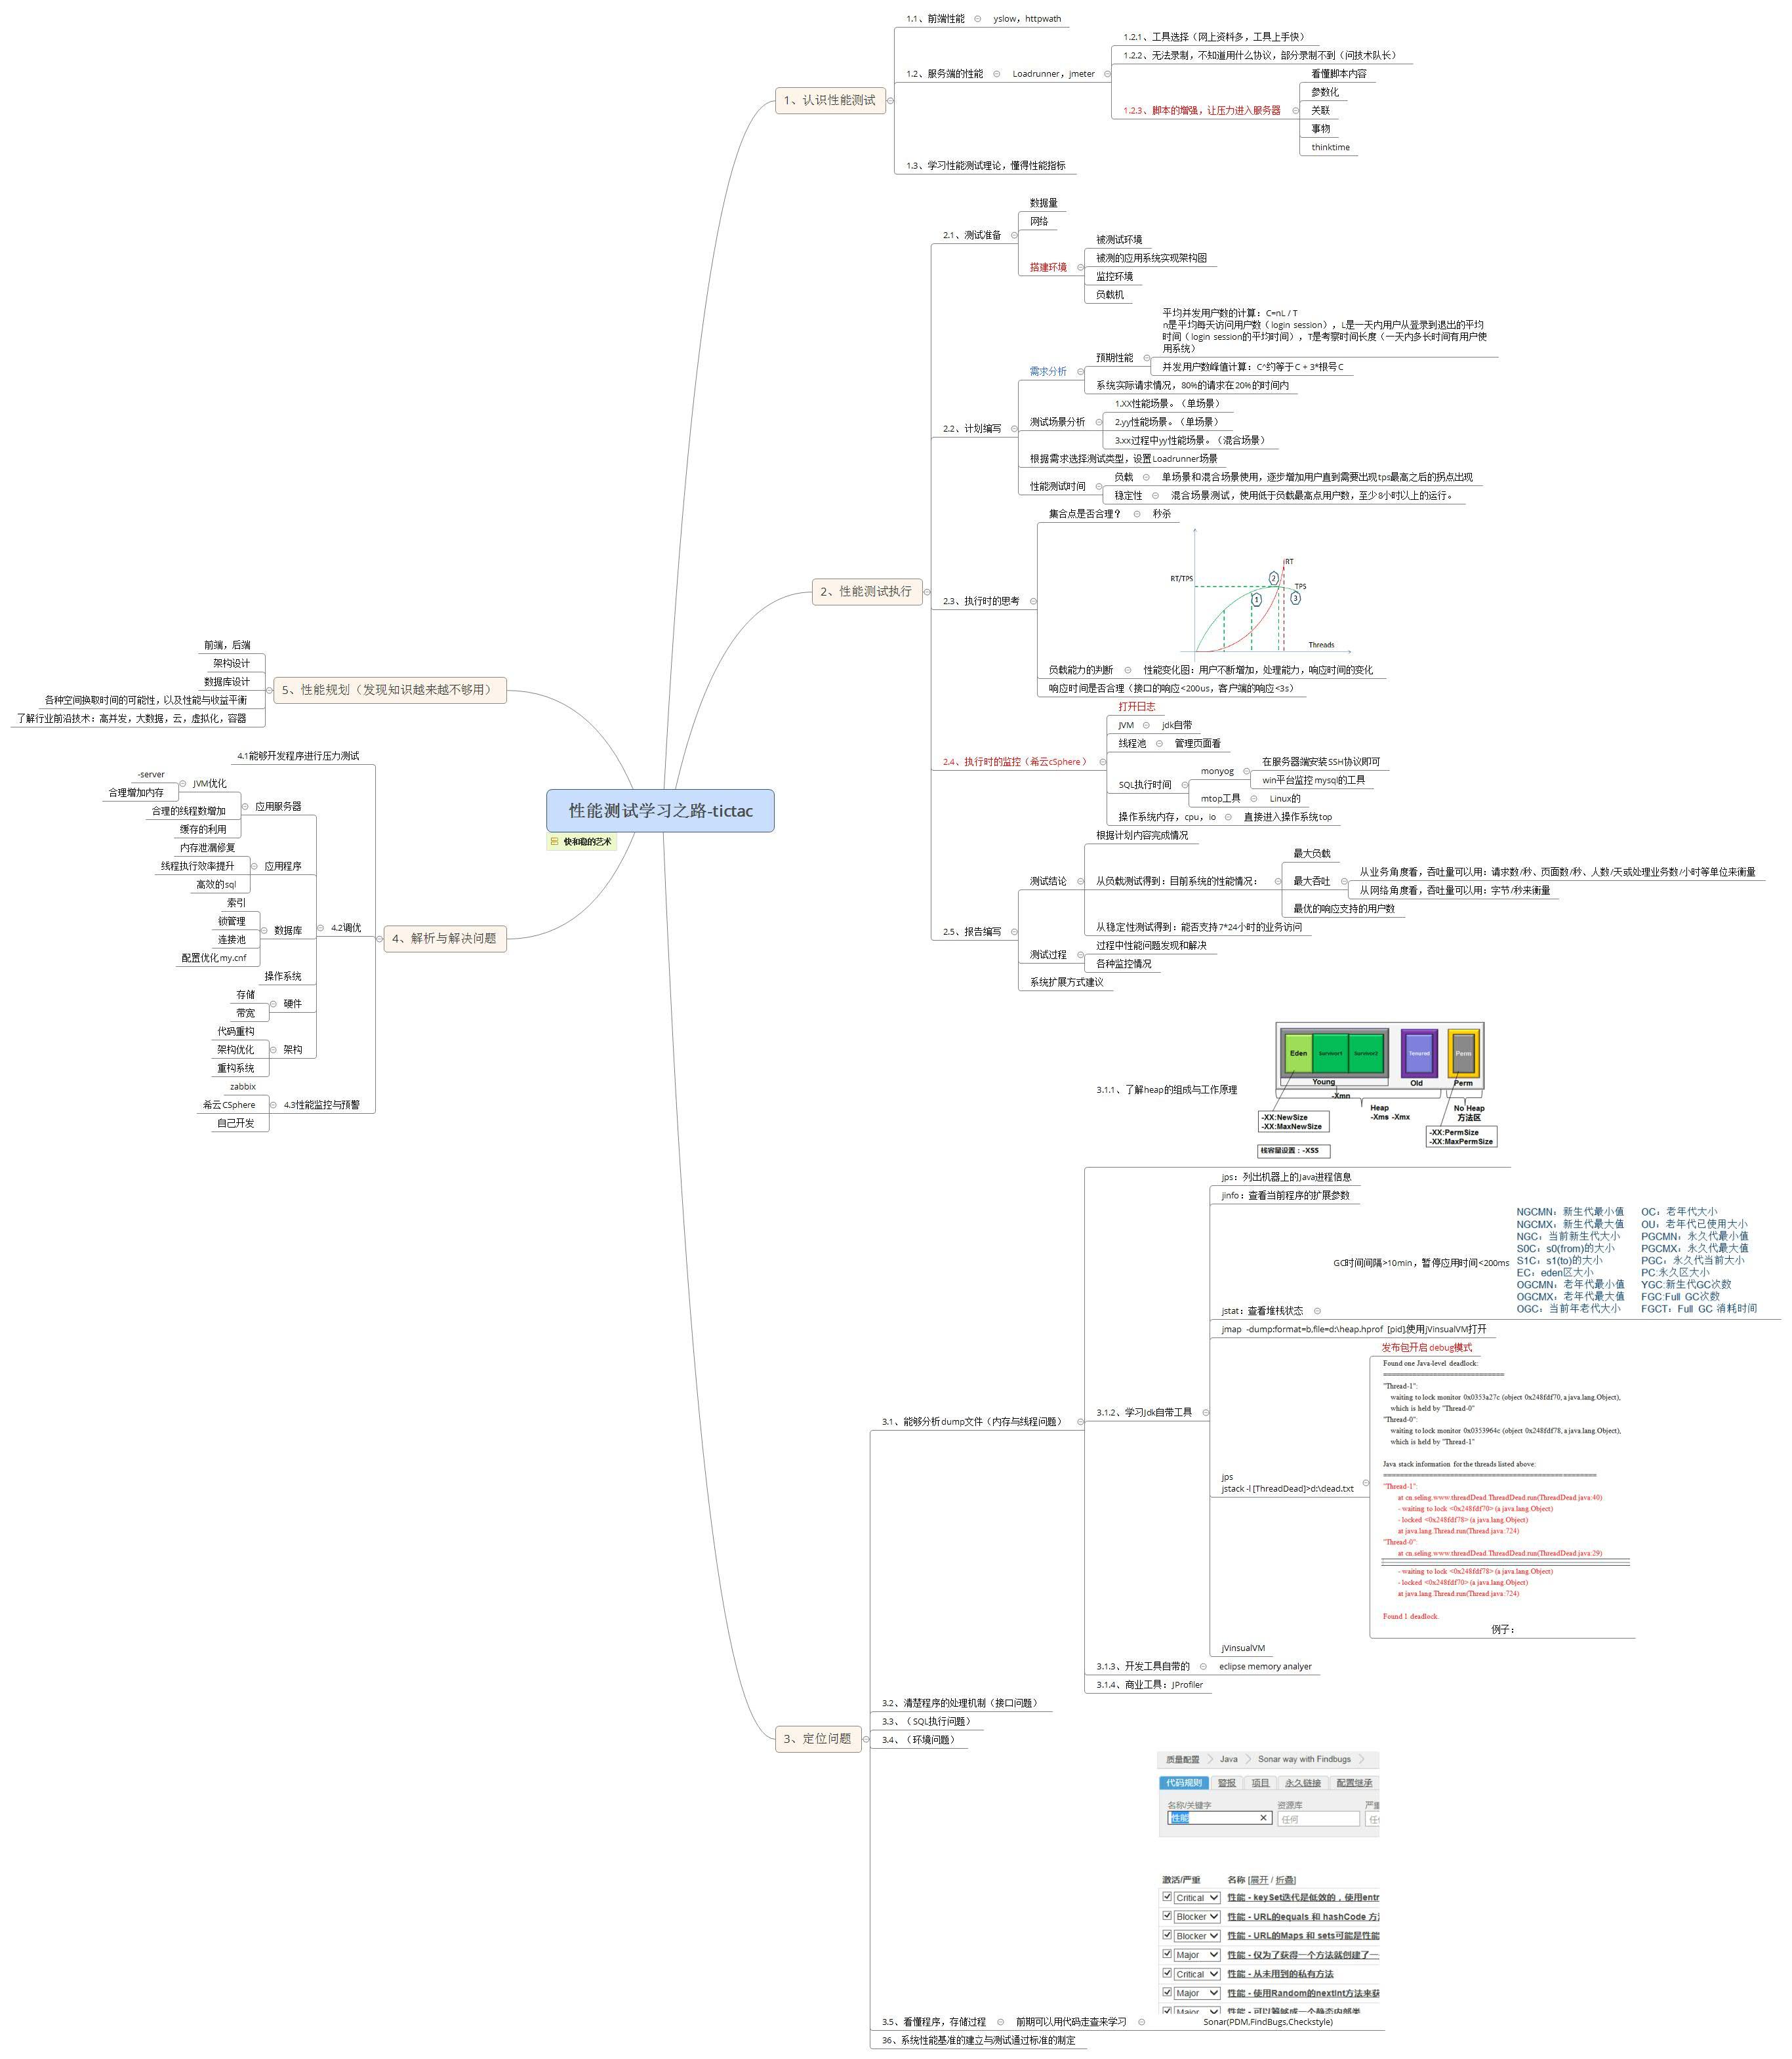 性能测试学习之路-tictac
快和稳的艺术
1、认识性能测试
1.1、前端性能
yslow，httpwath
1.2、服务端的性能
Loadrunner，jmeter
1.2.1、工具选择（网上资料多，工具上手快）
1.2.2、无法录制，不知道用什么协议，部分录制不到（问技术队长）
1.2.3、脚本的增强，让压力进入服务器
看懂脚本内容
参数化
关联
事物
thinktime
1.3、学习性能测试理论，懂得性能指标
2、性能测试执行
2.1、测试准备
数据量
网络
搭建环境
被测试环境
被测的应用系统实现架构图
监控环境
负载机
2.2、计划编写
需求分析
预期性能
平均并发用户数的计算：C=nL / T
n是平均每天访问用户数（login session），L是一天内用户从登录到退出的平均
时间（login session的平均时间），T是考察时间长度（一天内多长时间有用户使
用系统）
并发用户数峰值计算：C^约等于C + 3*根号C
系统实际请求情况，80%的请求在20%的时间内
测试场景分析
1.XX性能场景。（单场景）
2.yy性能场景。（单场景）
3.xx过程中yy性能场景。（混合场景）
根据需求选择测试类型，设置Loadrunner场景
性能测试时间
负载
单场景和混合场景使用，逐步增加用户直到需要出现tps最高之后的拐点出现
稳定性
混合场景测试，使用低于负载最高点用户数，至少8小时以上的运行。
2.3、执行时的思考
集合点是否合理？
秒杀
RT
RT/TPS
2
TPS
1
3
Threads
负载能力的判断
性能变化图：用户不断增加，处理能力，响应时间的变化
响应时间是否合理（接口的响应<200us，客户端的响应<3s）
2.4、执行时的监控（希云cSphere）
打开日志
JVM
jdk自带
线程池
管理页面看
SQL执行时间
monyog
在服务器端安装SSH协议即可
win平台监控mysql的工具
mtop工具
Linux的
操作系统内存，cpu，io
直接进入操作系统top
2.5、报告编写
测试结论
根据计划内容完成情况
从负载测试得到：目前系统的性能情况：
最大负载
最大吞吐
从业务角度看，吞吐量可以用：请求数/秒、页面数/秒、人数/天或处理业务数/小时等单位来衡量
从网络角度看，吞吐量可以用：字节/秒来衡量
最优的响应支持的用户数
从稳定性测试得到：能否支持7*24小时的业务访问
测试过程
过程中性能问题发现和解决
各种监控情况
系统扩展方式建议
3、定位问题
3.1、能够分析dump文件（内存与线程问题）
3.1.1、了解heap的组成与工作原理
Eden
Survivor1
Survivor2
Tenured
Perm
Young
Old
Perm
-Xmn
Heap
-Xms -Xmx
No Heap
方法区
-XX:NewSize
-XX:MaxNewSize
-XX:PermSize
-XX:MaxPermSize
栈容量设置：-XSS
3.1.2、学习Jdk自带工具
jps：列出机器上的Java进程信息
jinfo：查看当前程序的扩展参数
jstat：查看堆栈状态
GC时间间隔>10min，暂停应用时间<200ms
NGCMN：新生代最小值
NGCMX：新生代最大值
NGC：当前新生代大小
S0C：s0(from)的大小
S1C：s1(to)的大小
EC：eden区大小
OGCMN：老年代最小值
OGCMX：老年代最大值
OGC：当前年老代大小
OC：老年代大小
OU：老年代已使用大小
PGCMN：永久代最小值
PGCMX：永久代最大值
PGC：永久代当前大小
PC:永久区大小
YGC:新生代GC次数
FGC:Full GC次数
FGCT：Full GC 消耗时间
jmap -dump:format=b,file=d:\heap.hprof [pid],使用jVinsualVM打开
jps
jstack -l [ThreadDead]>d:\dead.txt
发布包开启debug模式
Found one Java-level deadlock:
=============================
"Thread-1":
waiting to lock monitor 0x0353a27c (object 0x248fdf70, a java.lang.Object),
which is held by "Thread-0"
"Thread-0":
waiting to lock monitor 0x0353964c (object 0x248fdf78, a java.lang.Object),
which is held by "Thread-1"
Java stack information for the threads listed above:
===================================================
"Thread-1":
at cn.seling.www.threadDead.ThreadDead.run(ThreadDead.java:40)
- waiting to lock <0x248fdf70> (a java.lang.Object)
- locked <0x248fdf78> (a java.lang.Object)
at java.lang.Thread.run(Thread.java:724)
"Thread-0":
at cn.seling.www.threadDead.ThreadDead.run(ThreadDead.java:29)
- waiting to lock <0x248fdf78> (a java.lang.Object)
- locked <0x248fdf70> (a java.lang.Object)
at java.lang.Thread.run(Thread.java:724)
Found 1 deadlock.
例子：
jVinsualVM
3.1.3、开发工具自带的
eclipse memory analyer
3.1.4、商业工具：JProfiler
3.2、清楚程序的处理机制（接口问题）
3.3、（SQL执行问题）
3.4、（环境问题）
3.5、看懂程序，存储过程
前期可以用代码走查来学习
质量配置
Java
Sonar way with Findbugs
代码规则
警报
项目
永久链接
配置继承
名称/关键字
资源库
严重
性能
任何
激活/严重
名称 [展开 / 折叠]
Critical
性能 - keySet迭代是低效的，使用entr
Blocker
性能 - URL的equals 和 hashCode 方
Blocker
性能 - URL的Maps 和 sets可能是性能
Major
性能 - 仅为了获得一个方法就创建了一
Critical
性能 - 从未用到的私有方法
Major
性能 - 使用Random的nextInt方法来获
Major
性能 - 可以筹够成一个静态内部类
Sonar(PDM,FindBugs,Checkstyle)
36、系统性能基准的建立与测试通过标准的制定
4、解析与解决问题
4.1能够开发程序进行压力测试
4.2调优
应用服务器
JVM优化
-server
合理增加内存
合理的线程数增加
缓存的利用
应用程序
内存泄漏修复
线程执行效率提升
高效的sql
数据库
索引
锁管理
连接池
配置优化my.cnf
操作系统
硬件
存储
带宽
架构
代码重构
架构优化
重构系统
4.3性能监控与预警
zabbix
希云CSphere
自己开发
5、性能规划（发现知识越来越不够用）
前端，后端
架构设计
数据库设计
各种空间换取时间的可能性，以及性能与收益平衡
了解行业前沿技术：高并发，大数据，云，虚拟化，容器